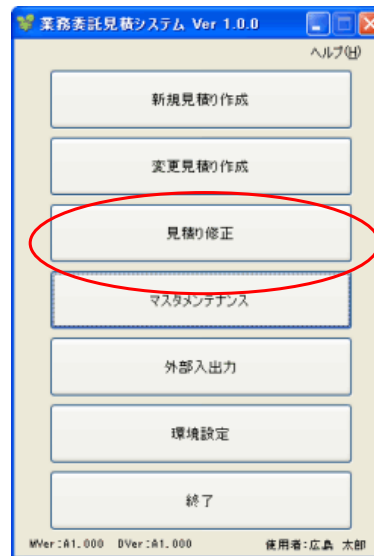 業務委託見積システム Ver 1.0.0
ヘルプ(H)
新規見積り作成
変更見積り作成
見積り修正
マスタメンテナンス
外部入出力
環境設定
終了
MVer:A1.000 DVer:A1.000 使用者:広島 太郎